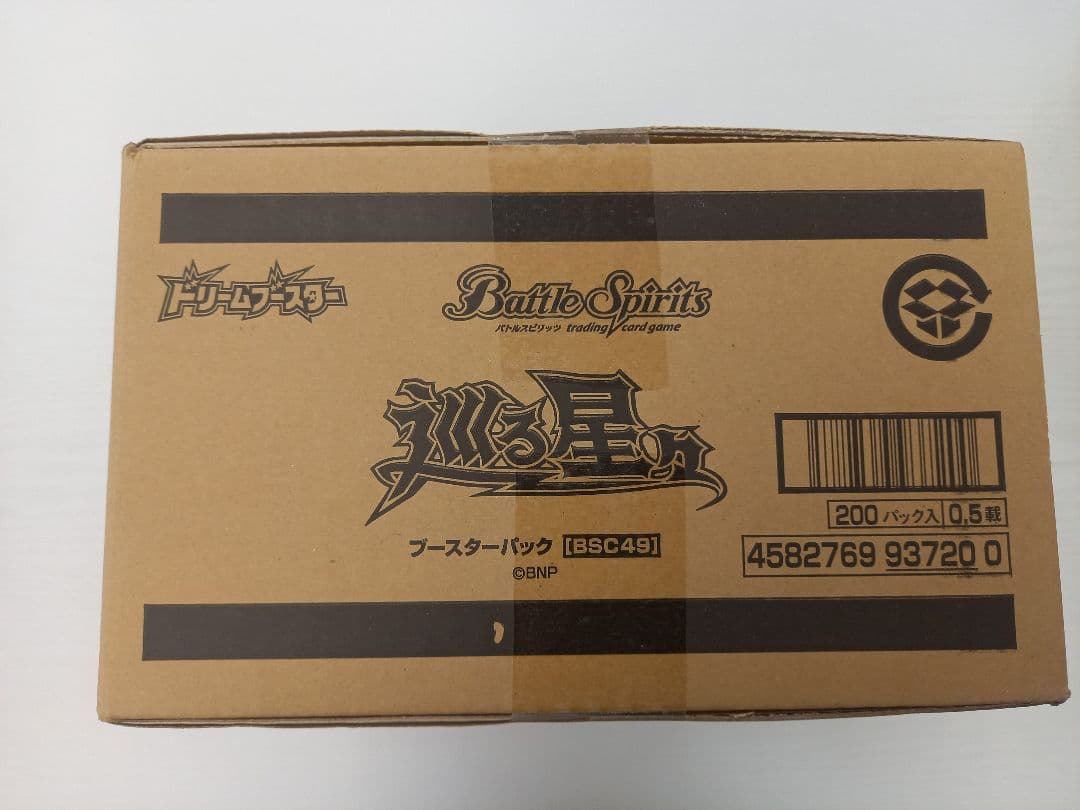 ドリームブースター
Battle Spirits
バトルスピリッツ trading card game
巡る星々
200 パック入 0,5 載
ブースターパック [BSC49]
4582769 93720 0
©BNP